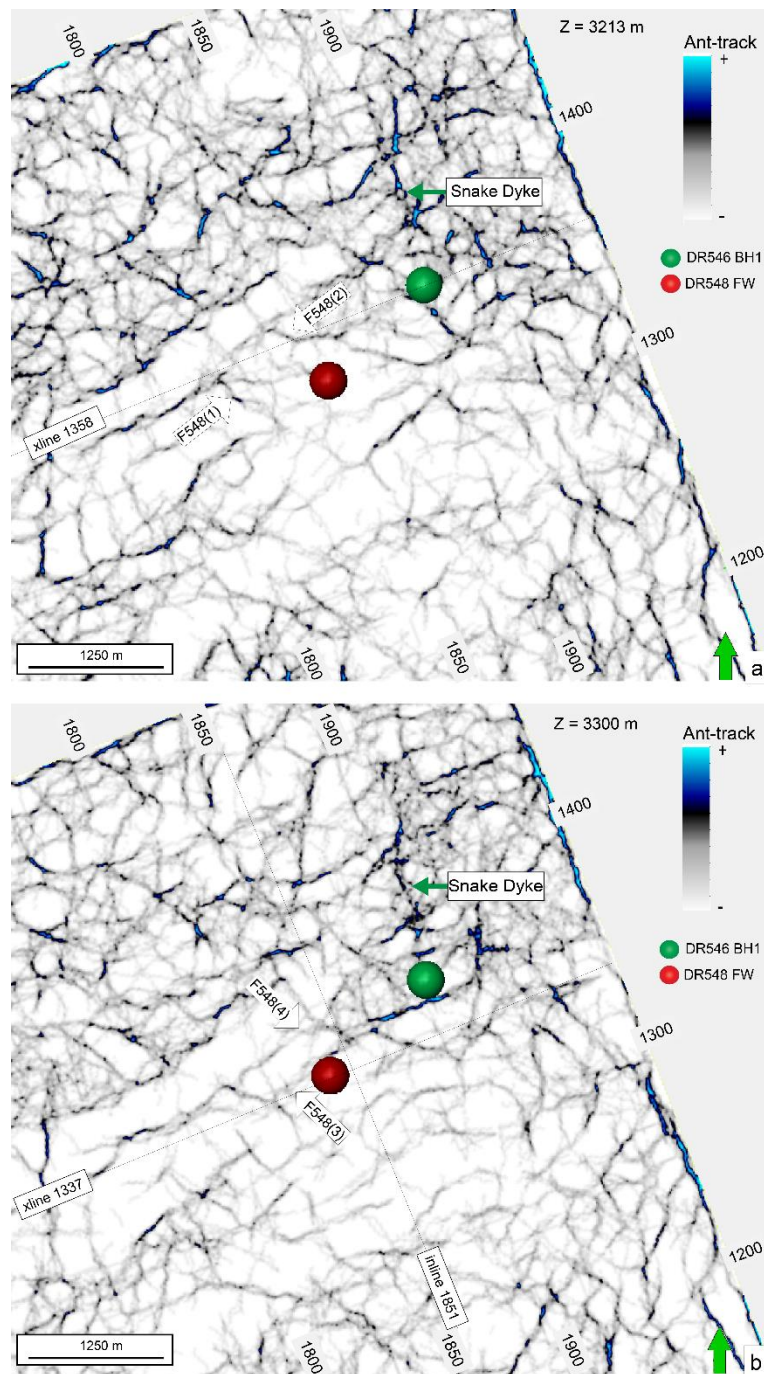 1800
1850
1900
Z = 3213 m
Ant-track
+
-
1400
Snake Dyke
DR546 BH1
DR548 FW
F548(2)
1300
F548(1)
xline 1358
1200
1250 m
1800
1850
1900
a
1800
1850
1900
Z = 3300 m
Ant-track
+
-
1400
Snake Dyke
DR546 BH1
DR548 FW
F548(4)
1300
F548(3)
xline 1337
inline 1851
1200
1250 m
1800
1850
1900
b